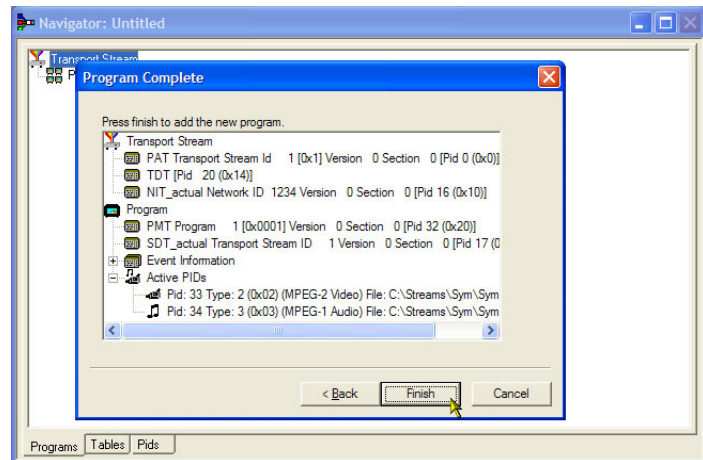 Navigator: Untitled
Transport Stream
P
Program Complete
Press finish to add the new program.
Transport Stream
PAT Transport Stream Id 1 [0x1] Version 0 Section 0 [Pid 0 (0x0)]
TDT [Pid 20 (0x14)]
NIT_actual Network ID 1234 Version 0 Section 0 [Pid 16 (0x10)]
Program
PMT Program 1 [0x0001] Version 0 Section 0 [Pid 32 (0x20)]
SDT_actual Transport Stream ID 1 Version 0 Section 0 [Pid 17 (0
Event Information
Active PIDs
Pid: 33 Type: 2 (0x02) (MPEG-2 Video) File: C:\Streams\Sym\Sym
Pid: 34 Type: 3 (0x03) (MPEG-1 Audio) File: C:\Streams\Sym\Sym
< Back Finish Cancel
Programs Tables Pids